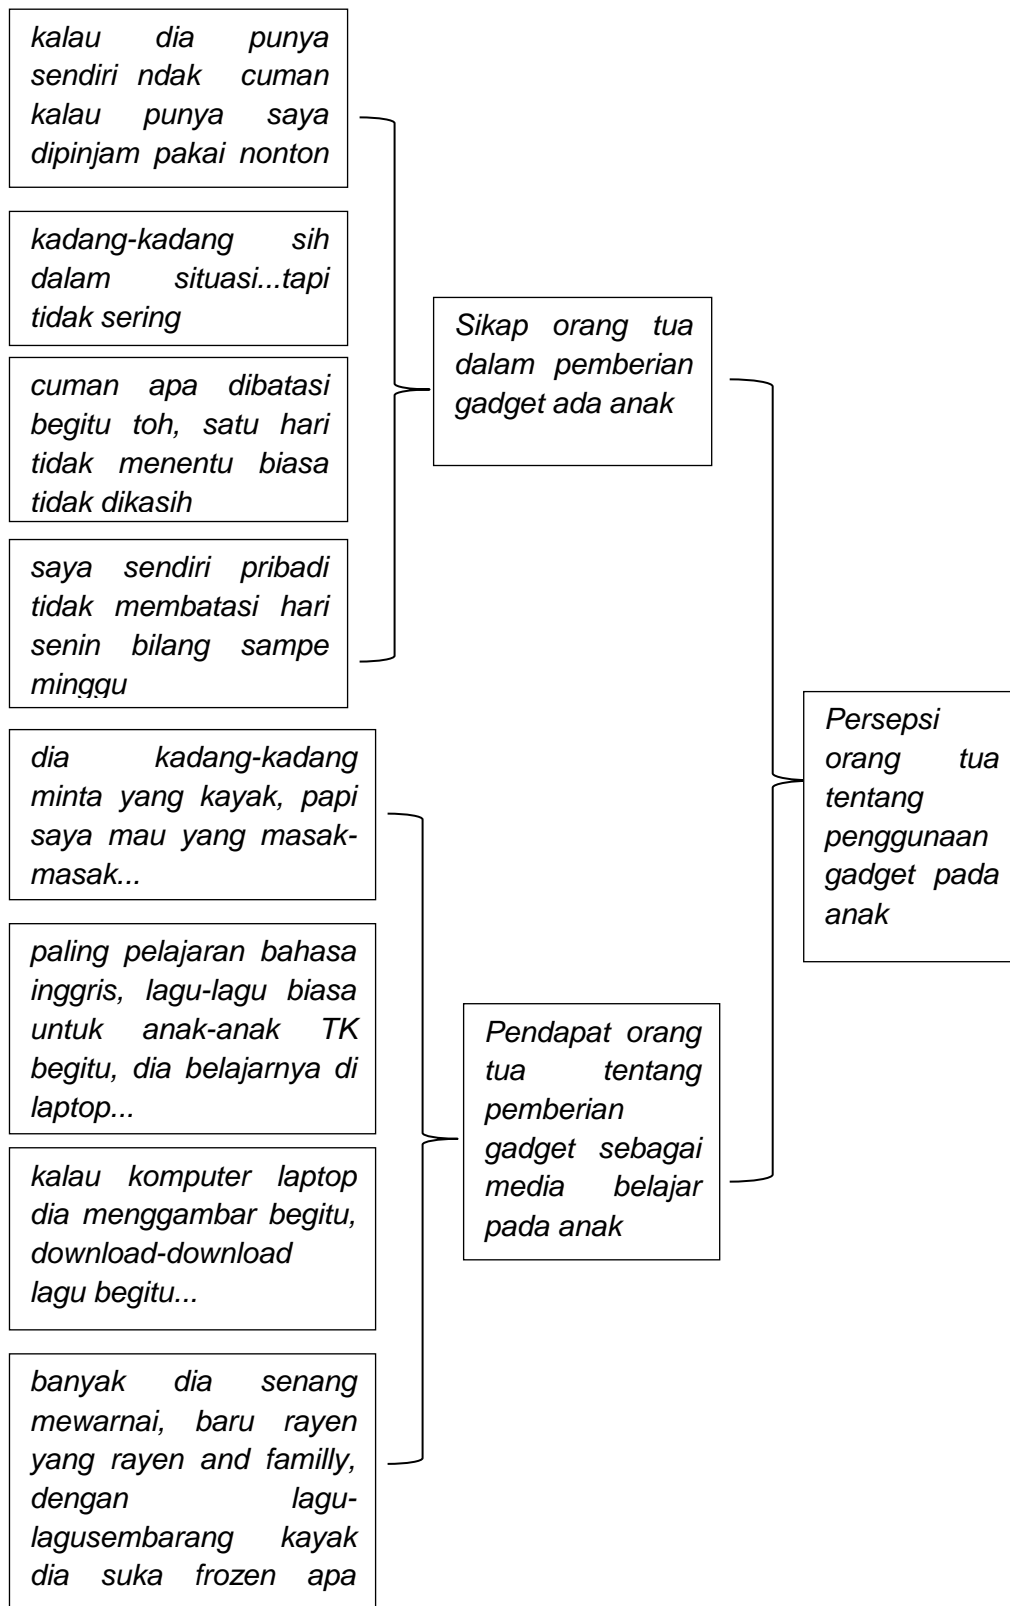 kalau dia punya
sendiri ndak cuman
kalau punya saya
dipinjam pakai nonton
kadang-kadang sih
dalam situasi...tapi
tidak sering
cuman apa dibatasi
begitu toh, satu hari
tidak menentu biasa
tidak dikasih
saya sendiri pribadi
tidak membatasi hari
senin bilang sampe
minggu
Sikap orang tua
dalam pemberian
gadget ada anak
dia kadang-kadang
minta yang kayak, papi
saya mau yang masak-
masak...
paling pelajaran bahasa
inggris, lagu-lagu biasa
untuk anak-anak TK
begitu, dia belajarnya di
laptop...
kalau komputer laptop
dia menggambar begitu,
download-download
lagu begitu...
banyak dia senang
mewarnai, baru rayen
yang rayen and familly,
dengan lagu-
lagusembarang kayak
dia suka frozen apa
Pendapat orang
tua tentang
pemberian
gadget sebagai
media belajar
pada anak
Persepsi
orang tua
tentang
penggunaan
gadget pada
anak